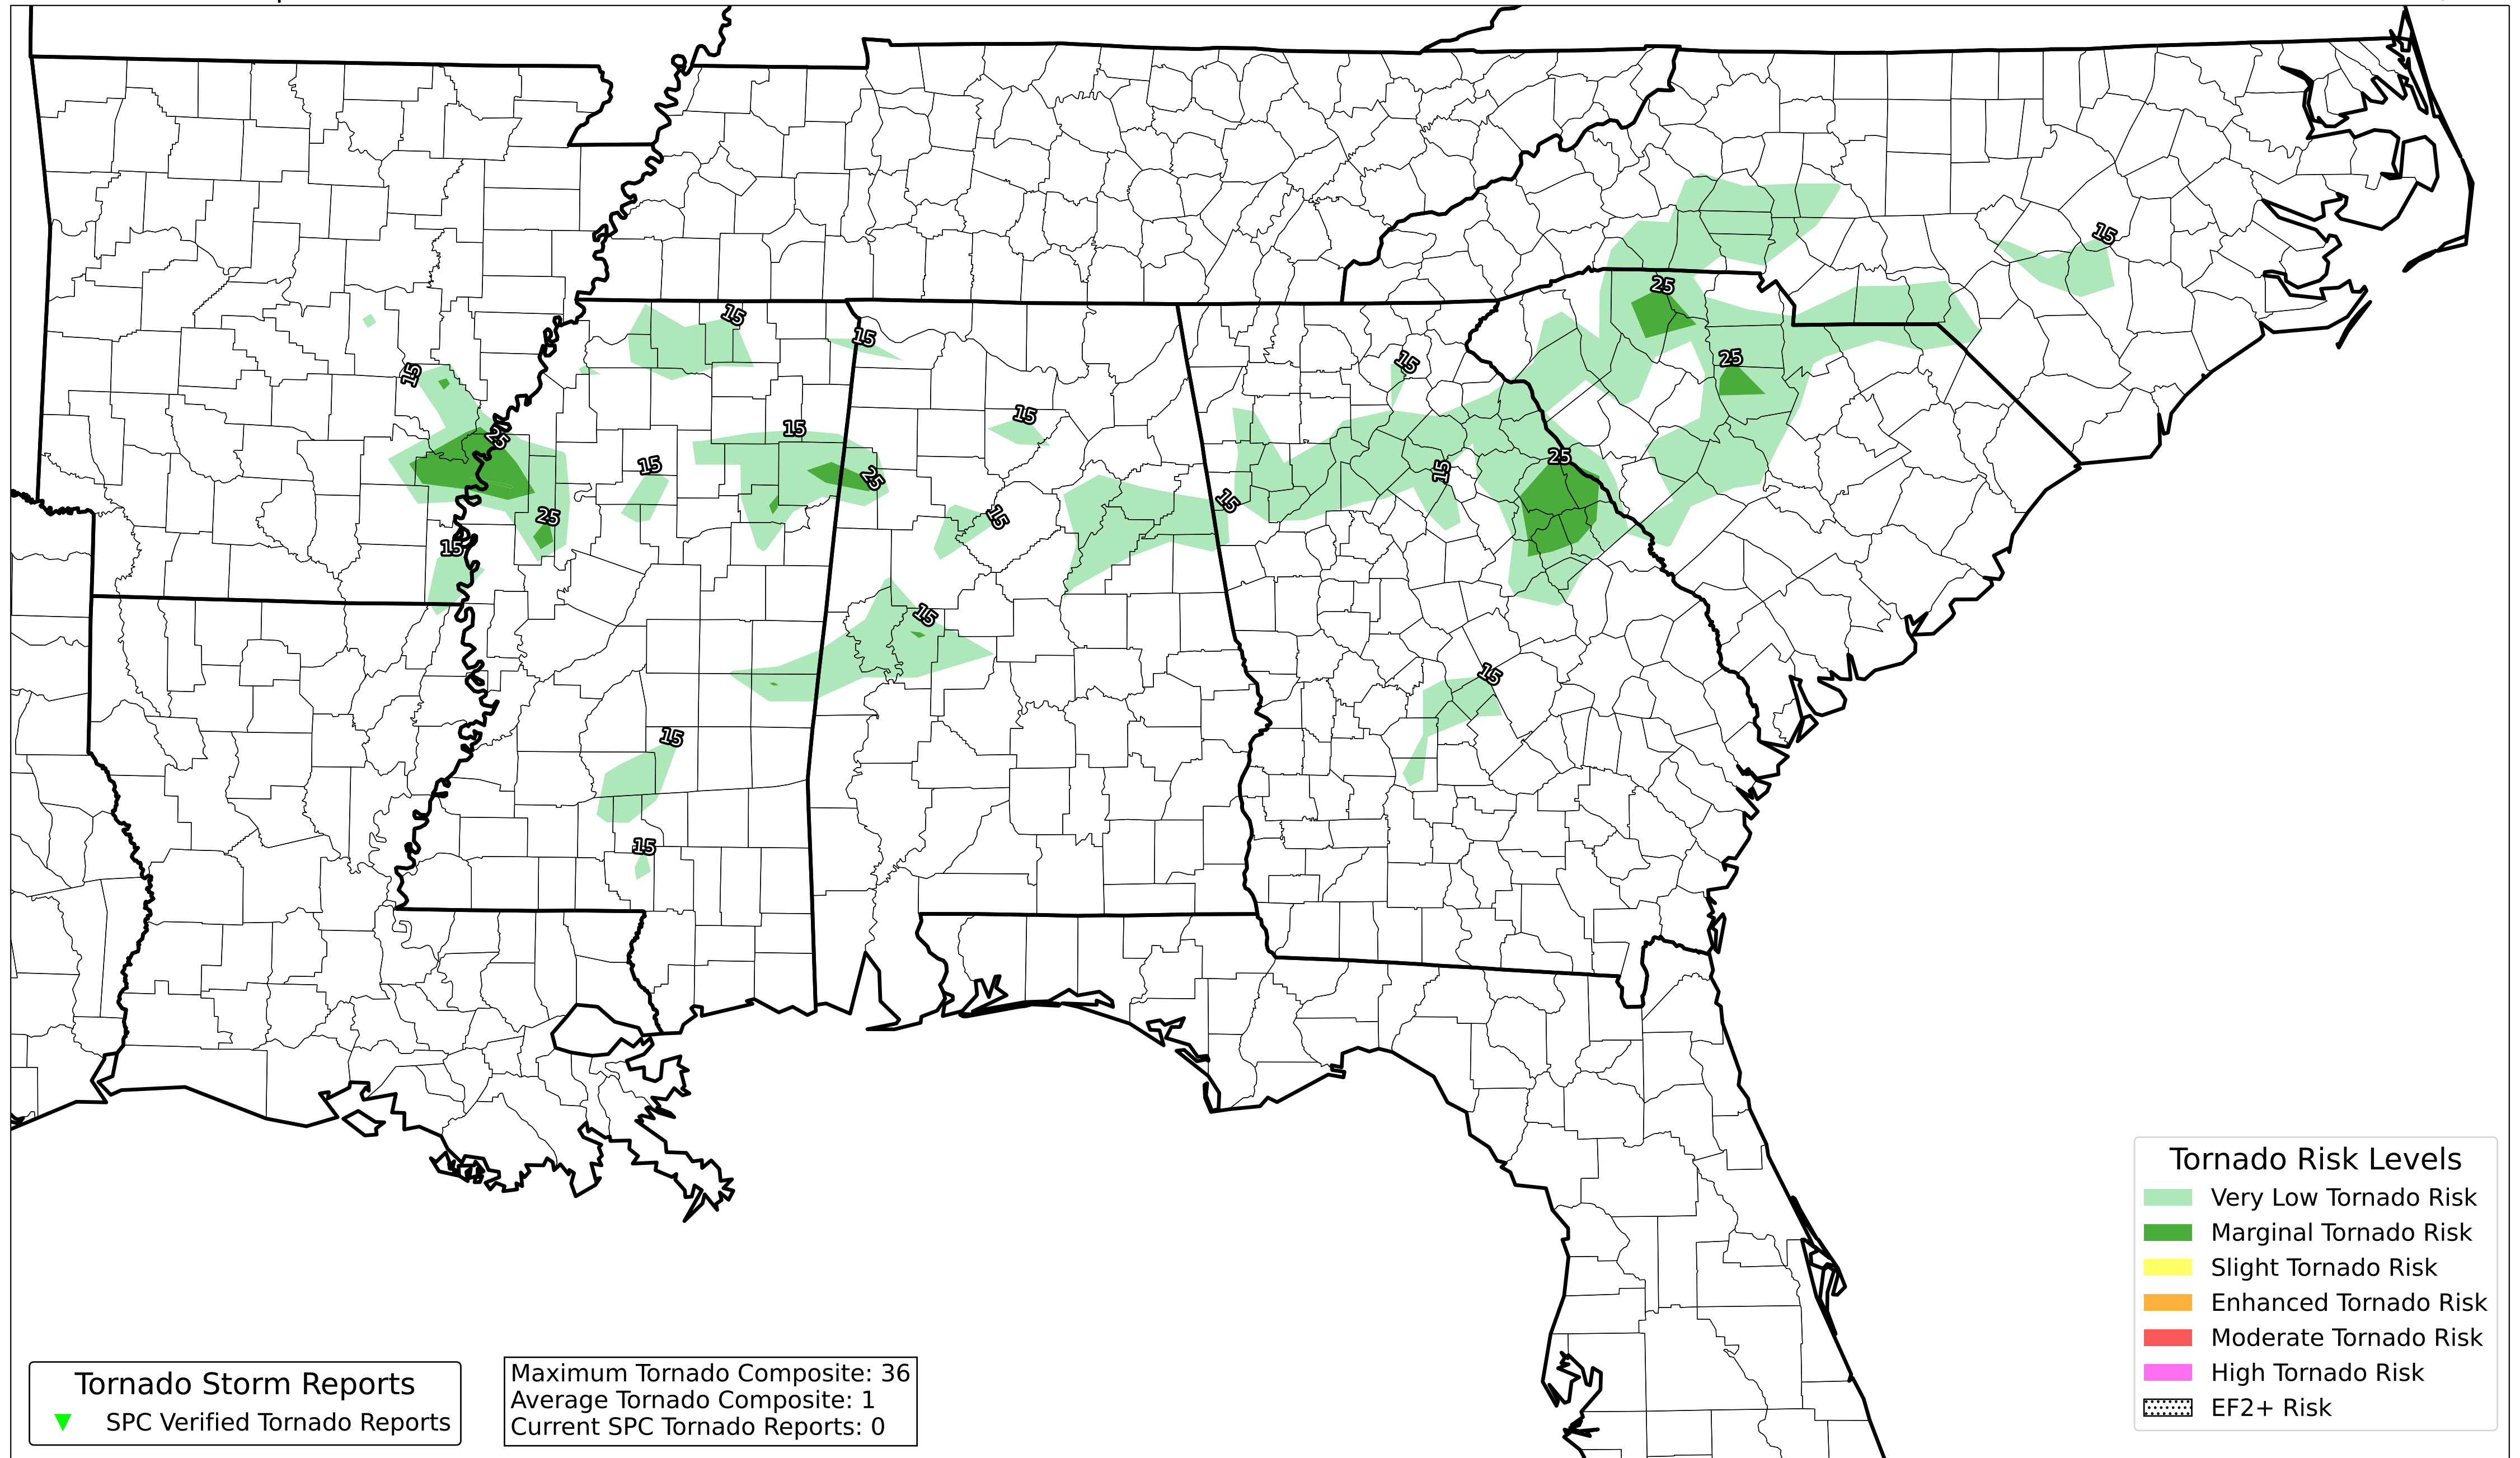 15
25
15
15
15
15
25
25
15
15
15
25
25
15
15
25
15
15
15
15
15
15
15
Tornado Risk Levels
Very Low Tornado Risk
Marginal Tornado Risk
Slight Tornado Risk
Enhanced Tornado Risk
Moderate Tornado Risk
High Tornado Risk
EF2+ Risk
Tornado Storm Reports
SPC Verified Tornado Reports
Maximum Tornado Composite: 36
Average Tornado Composite: 1
Current SPC Tornado Reports: 0